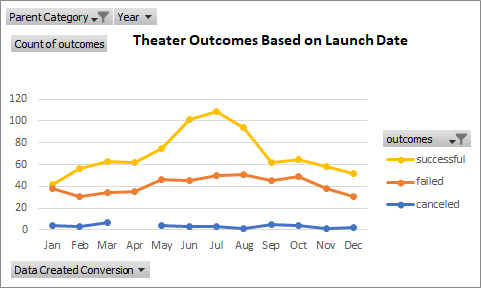 Parent Category Year
Count of outcomes
Theater Outcomes Based on Launch Date
120
100
80
60
40
20
0
Jan Feb Mar Apr May Jun Jul Aug Sep Oct Nov Dec
outcomes
successful
failed
canceled
Data Created Conversion